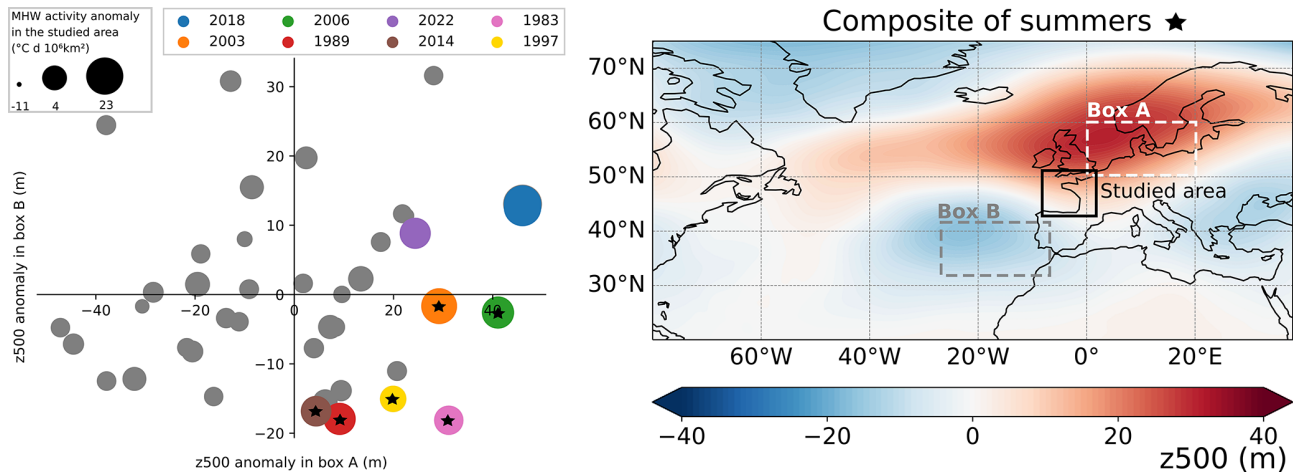 MHW activity anomaly
in the studied area
(°C d 10⁶km²)
-11 4 23
2018 2006 2022 1983
2003 1989 2014 1997
30
20
10
0
−10
−20
−40 −20 0 20 40
z500 anomaly in box B (m)
z500 anomaly in box A (m)
Composite of summers ★
70°N
60°N
50°N
40°N
30°N
Box A
Studied area
Box B
60°W 40°W 20°W 0° 20°E
−40 −20 0 20 40
z500 (m)